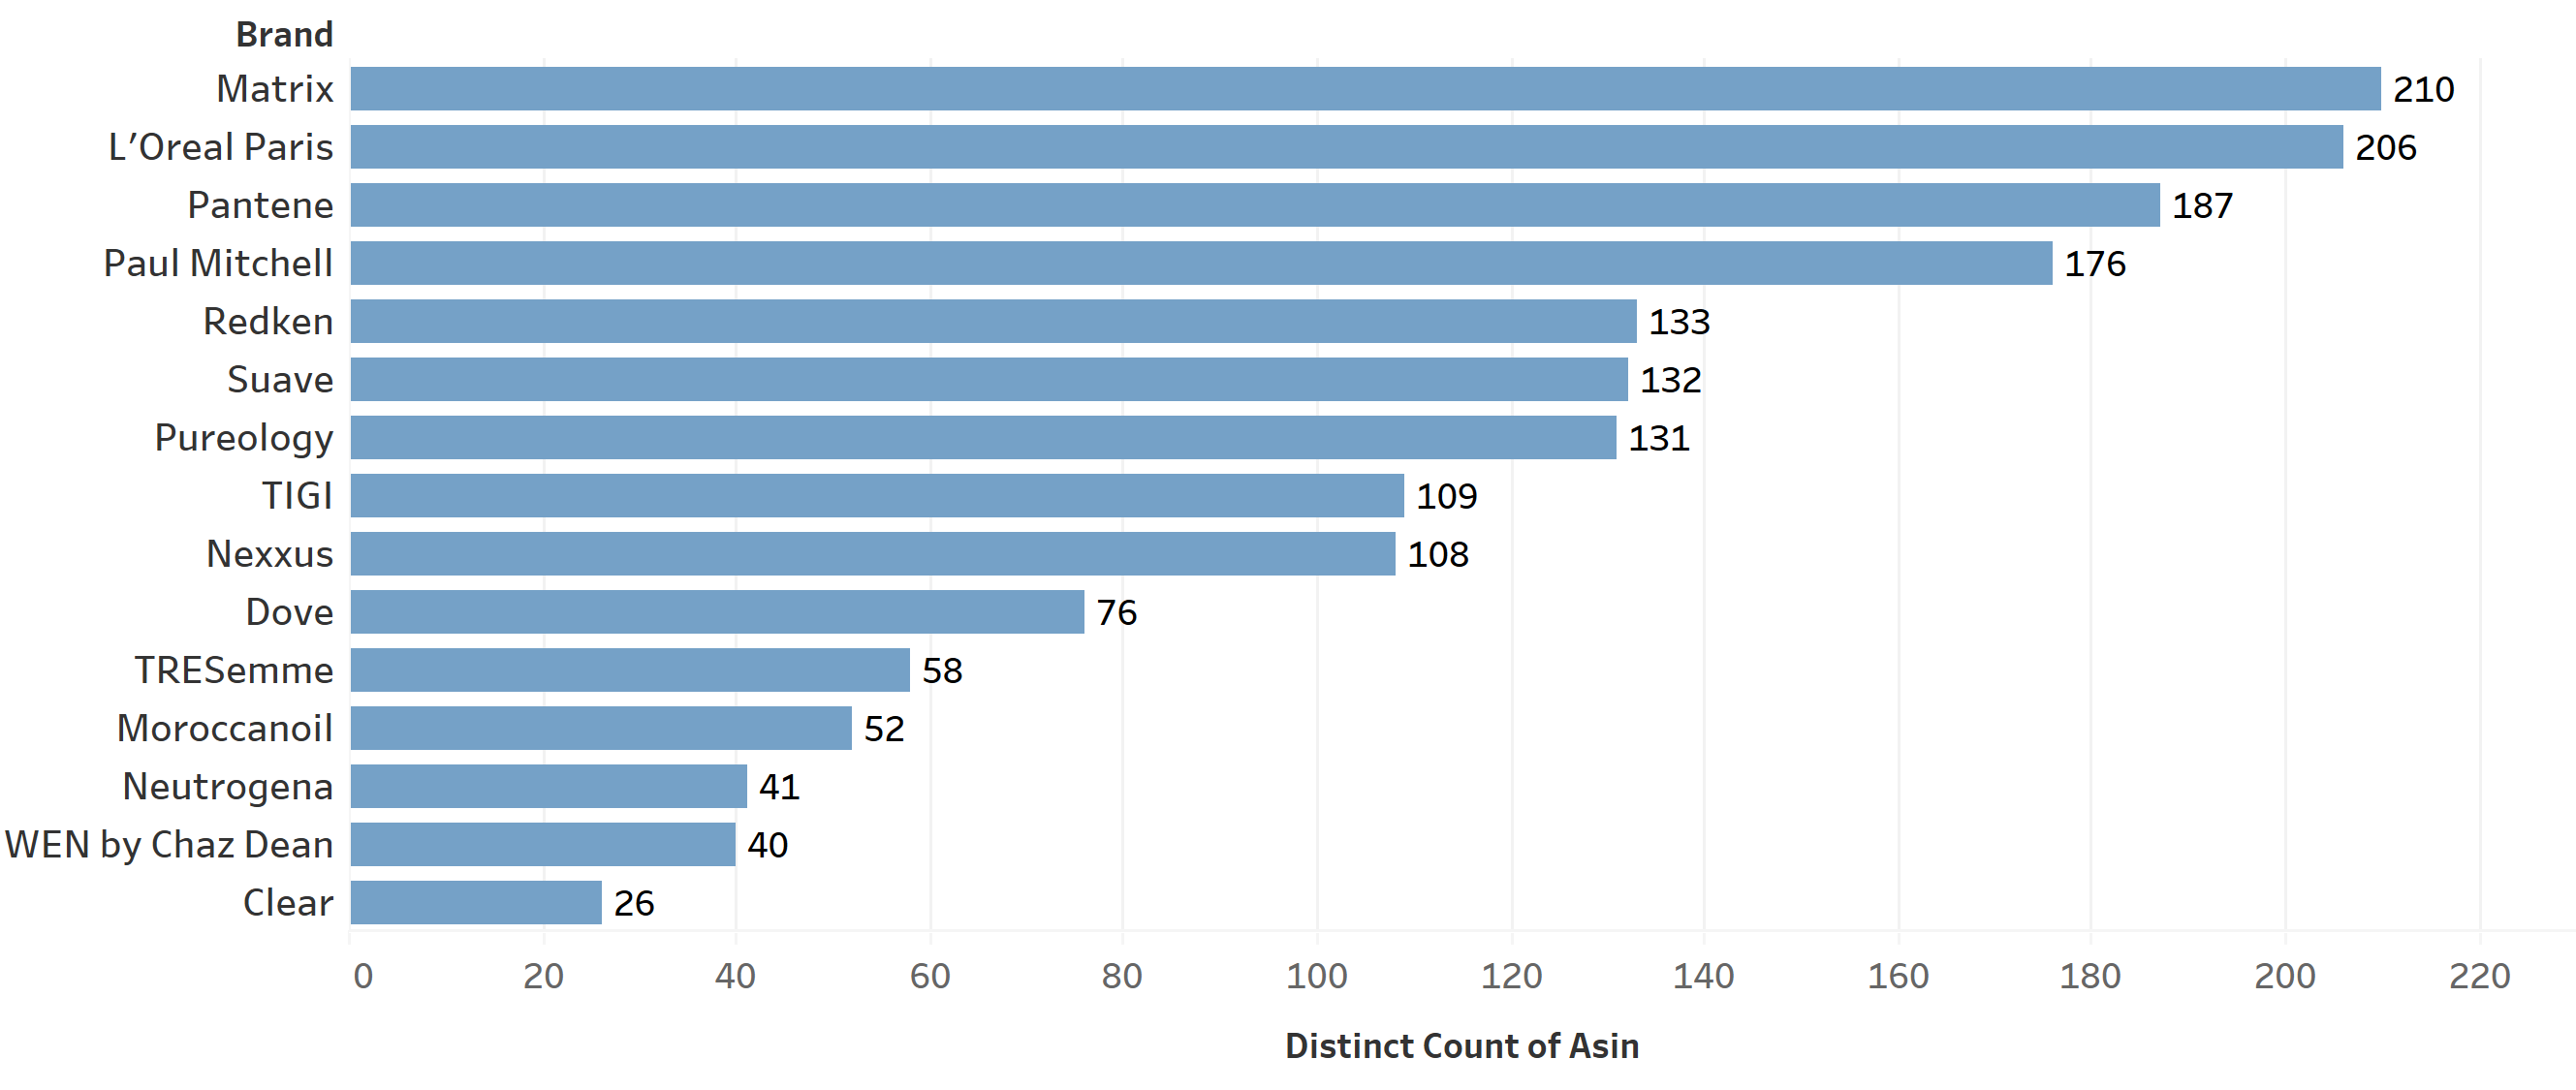 Brand
Matrix 210
L’Oreal Paris 206
Pantene 187
Paul Mitchell 176
Redken 133
Suave 132
Pureology 131
TIGI 109
Nexxus 108
Dove 76
TRESemme 58
Moroccanoil 52
Neutrogena 41
WEN by Chaz Dean 40
Clear 26
0 20 40 60 80 100 120 140 160 180 200 220
Distinct Count of Asin